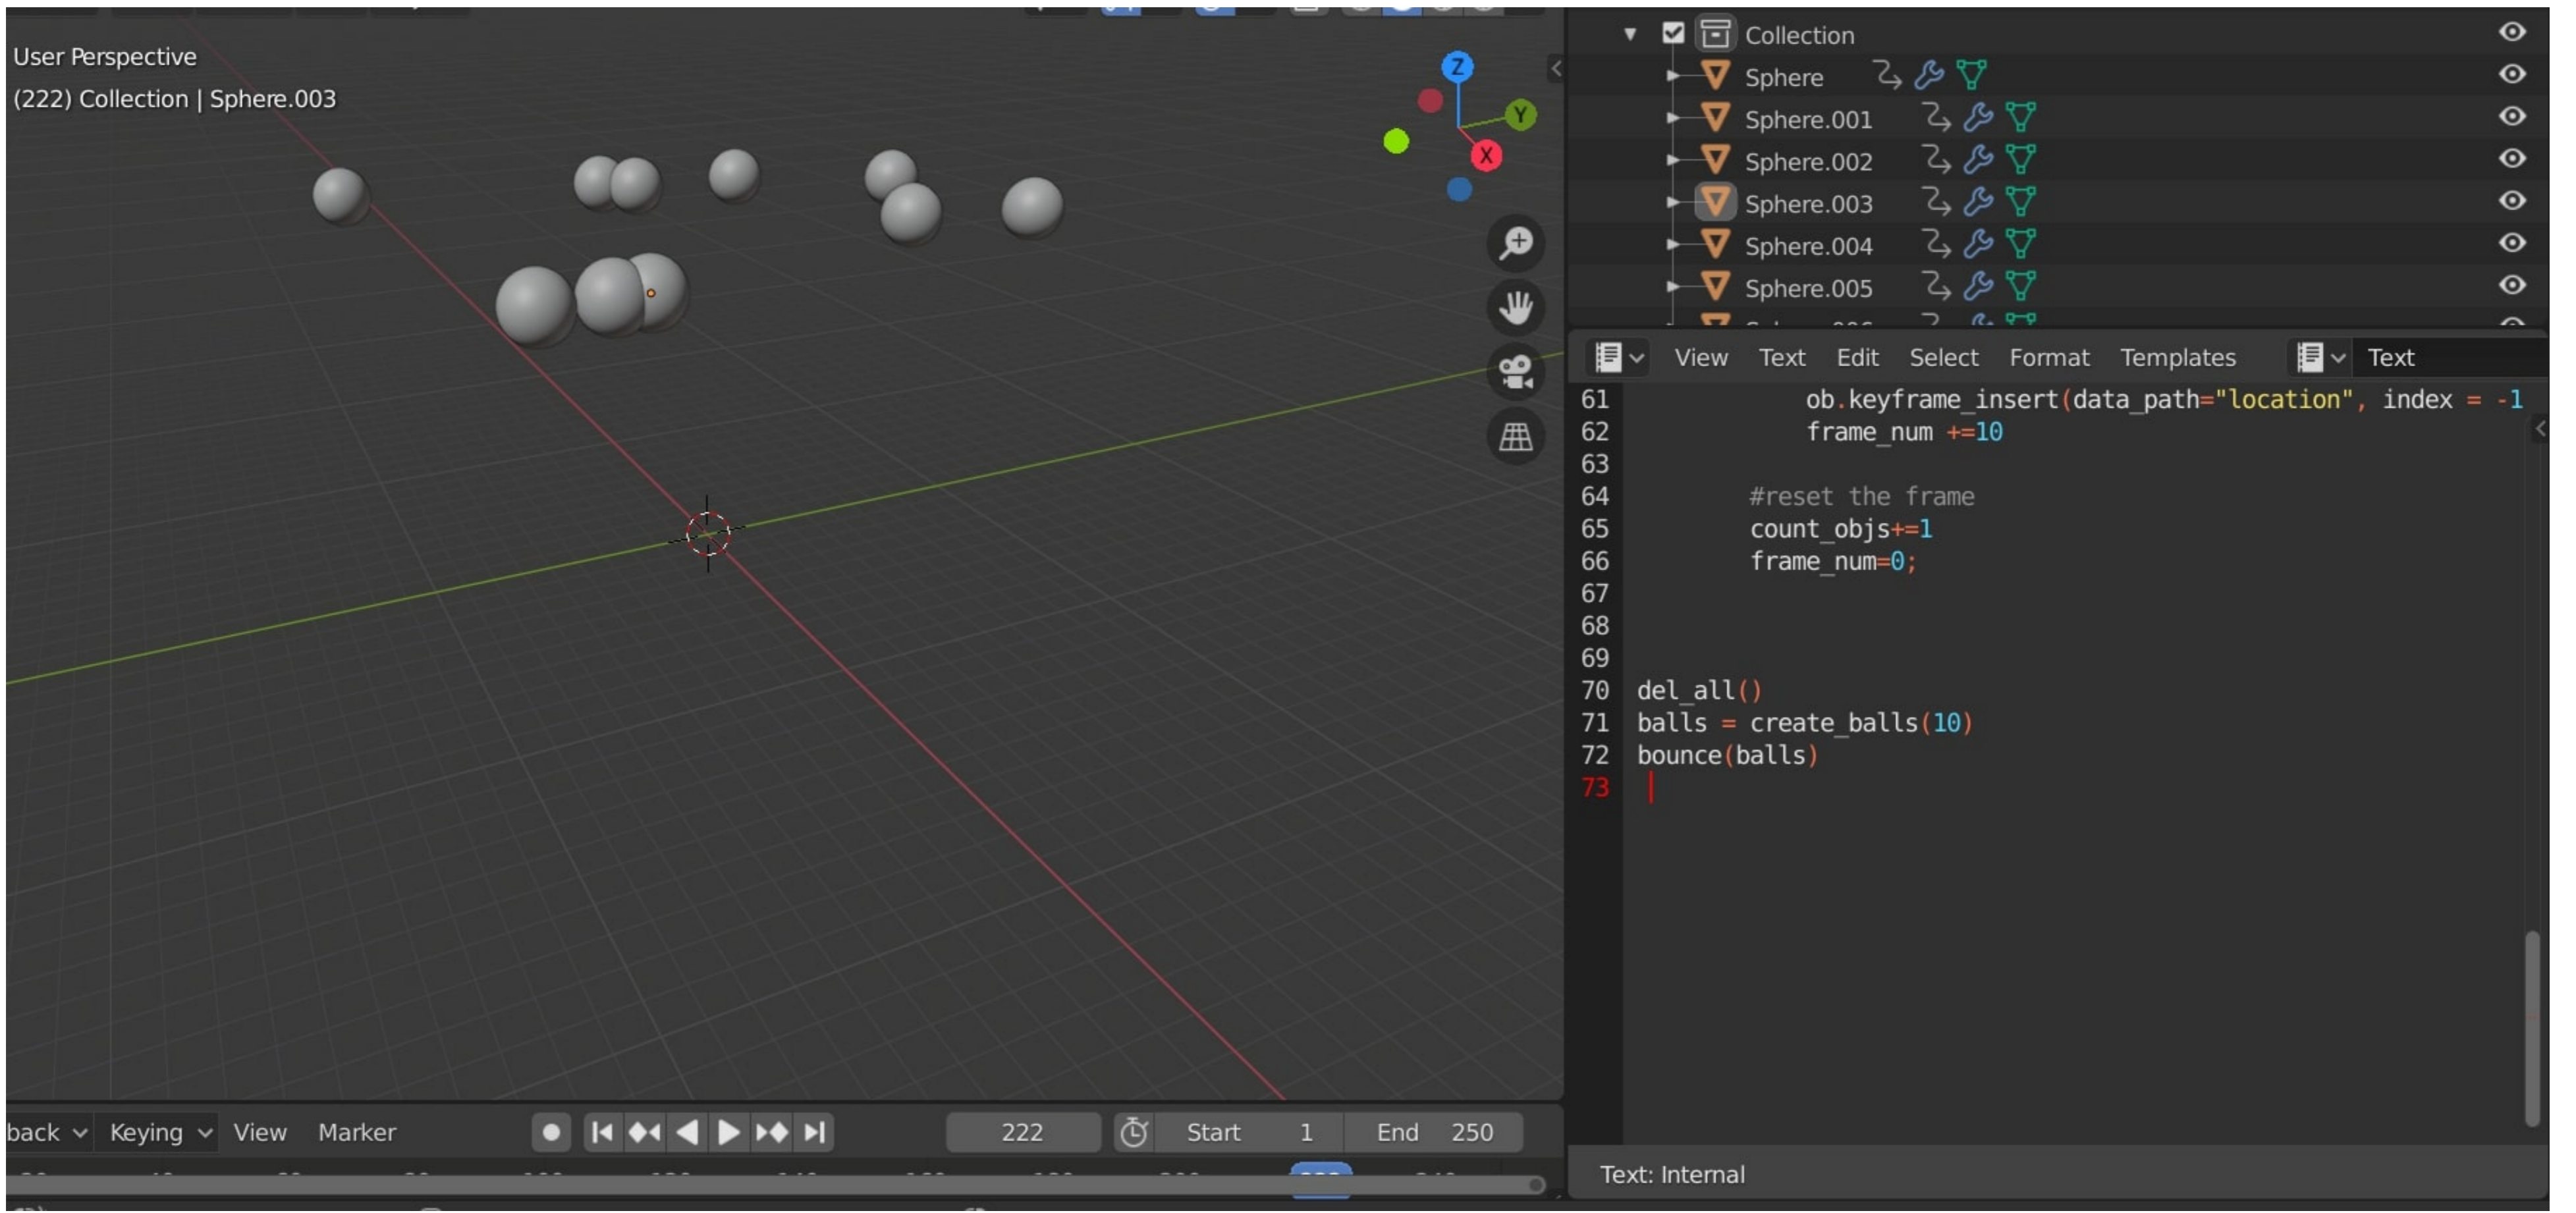 User Perspective
(222) Collection | Sphere.003
Z
Y
X
back Keying View Marker
222 Start 1 End 250
Collection
Sphere
Sphere.001
Sphere.002
Sphere.003
Sphere.004
Sphere.005
View Text Edit Select Format Templates Text
61 ob.keyframe_insert(data_path="location", index = -1
62 frame_num +=10
63
64 #reset the frame
65 count_objs+=1
66 frame_num=0;
67
68
69
70 del_all()
71 balls = create_balls(10)
72 bounce(balls)
73
Text: Internal